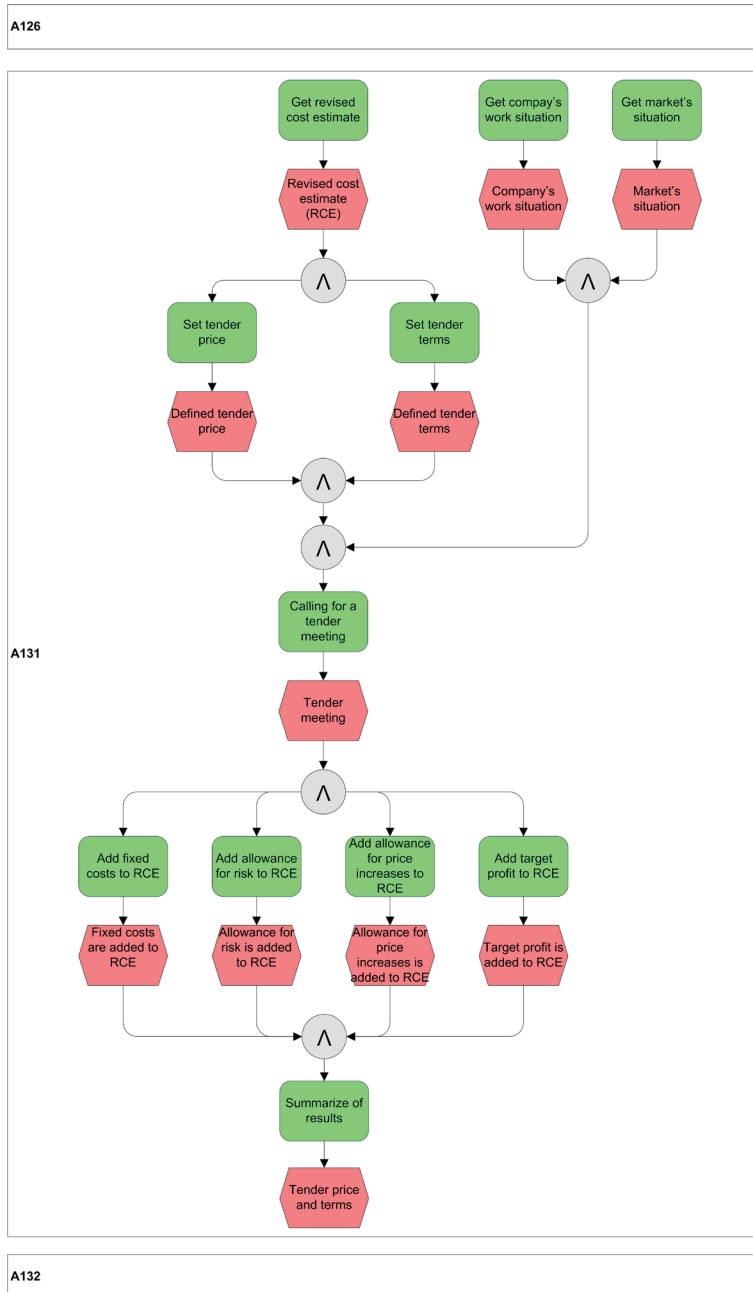 A126
Get revised
cost estimate
Get compay's
work situation
Get market's
situation
Revised cost
estimate
(RCE)
Company's
work situation
Market's
situation
Λ
Λ
Set tender
price
Set tender
terms
Defined tender
price
Defined tender
terms
Λ
Λ
Calling for a
tender
meeting
A131
Tender
meeting
Λ
Add fixed
costs to RCE
Add allowance
for risk to RCE
Add allowance
for price
increases to
RCE
Add target
profit to RCE
Fixed costs
are added to
RCE
Allowance for
risk is added
to RCE
Allowance for
price
increases is
added to RCE
Target profit is
added to RCE
Λ
Summarize of
results
Tender price
and terms
A132